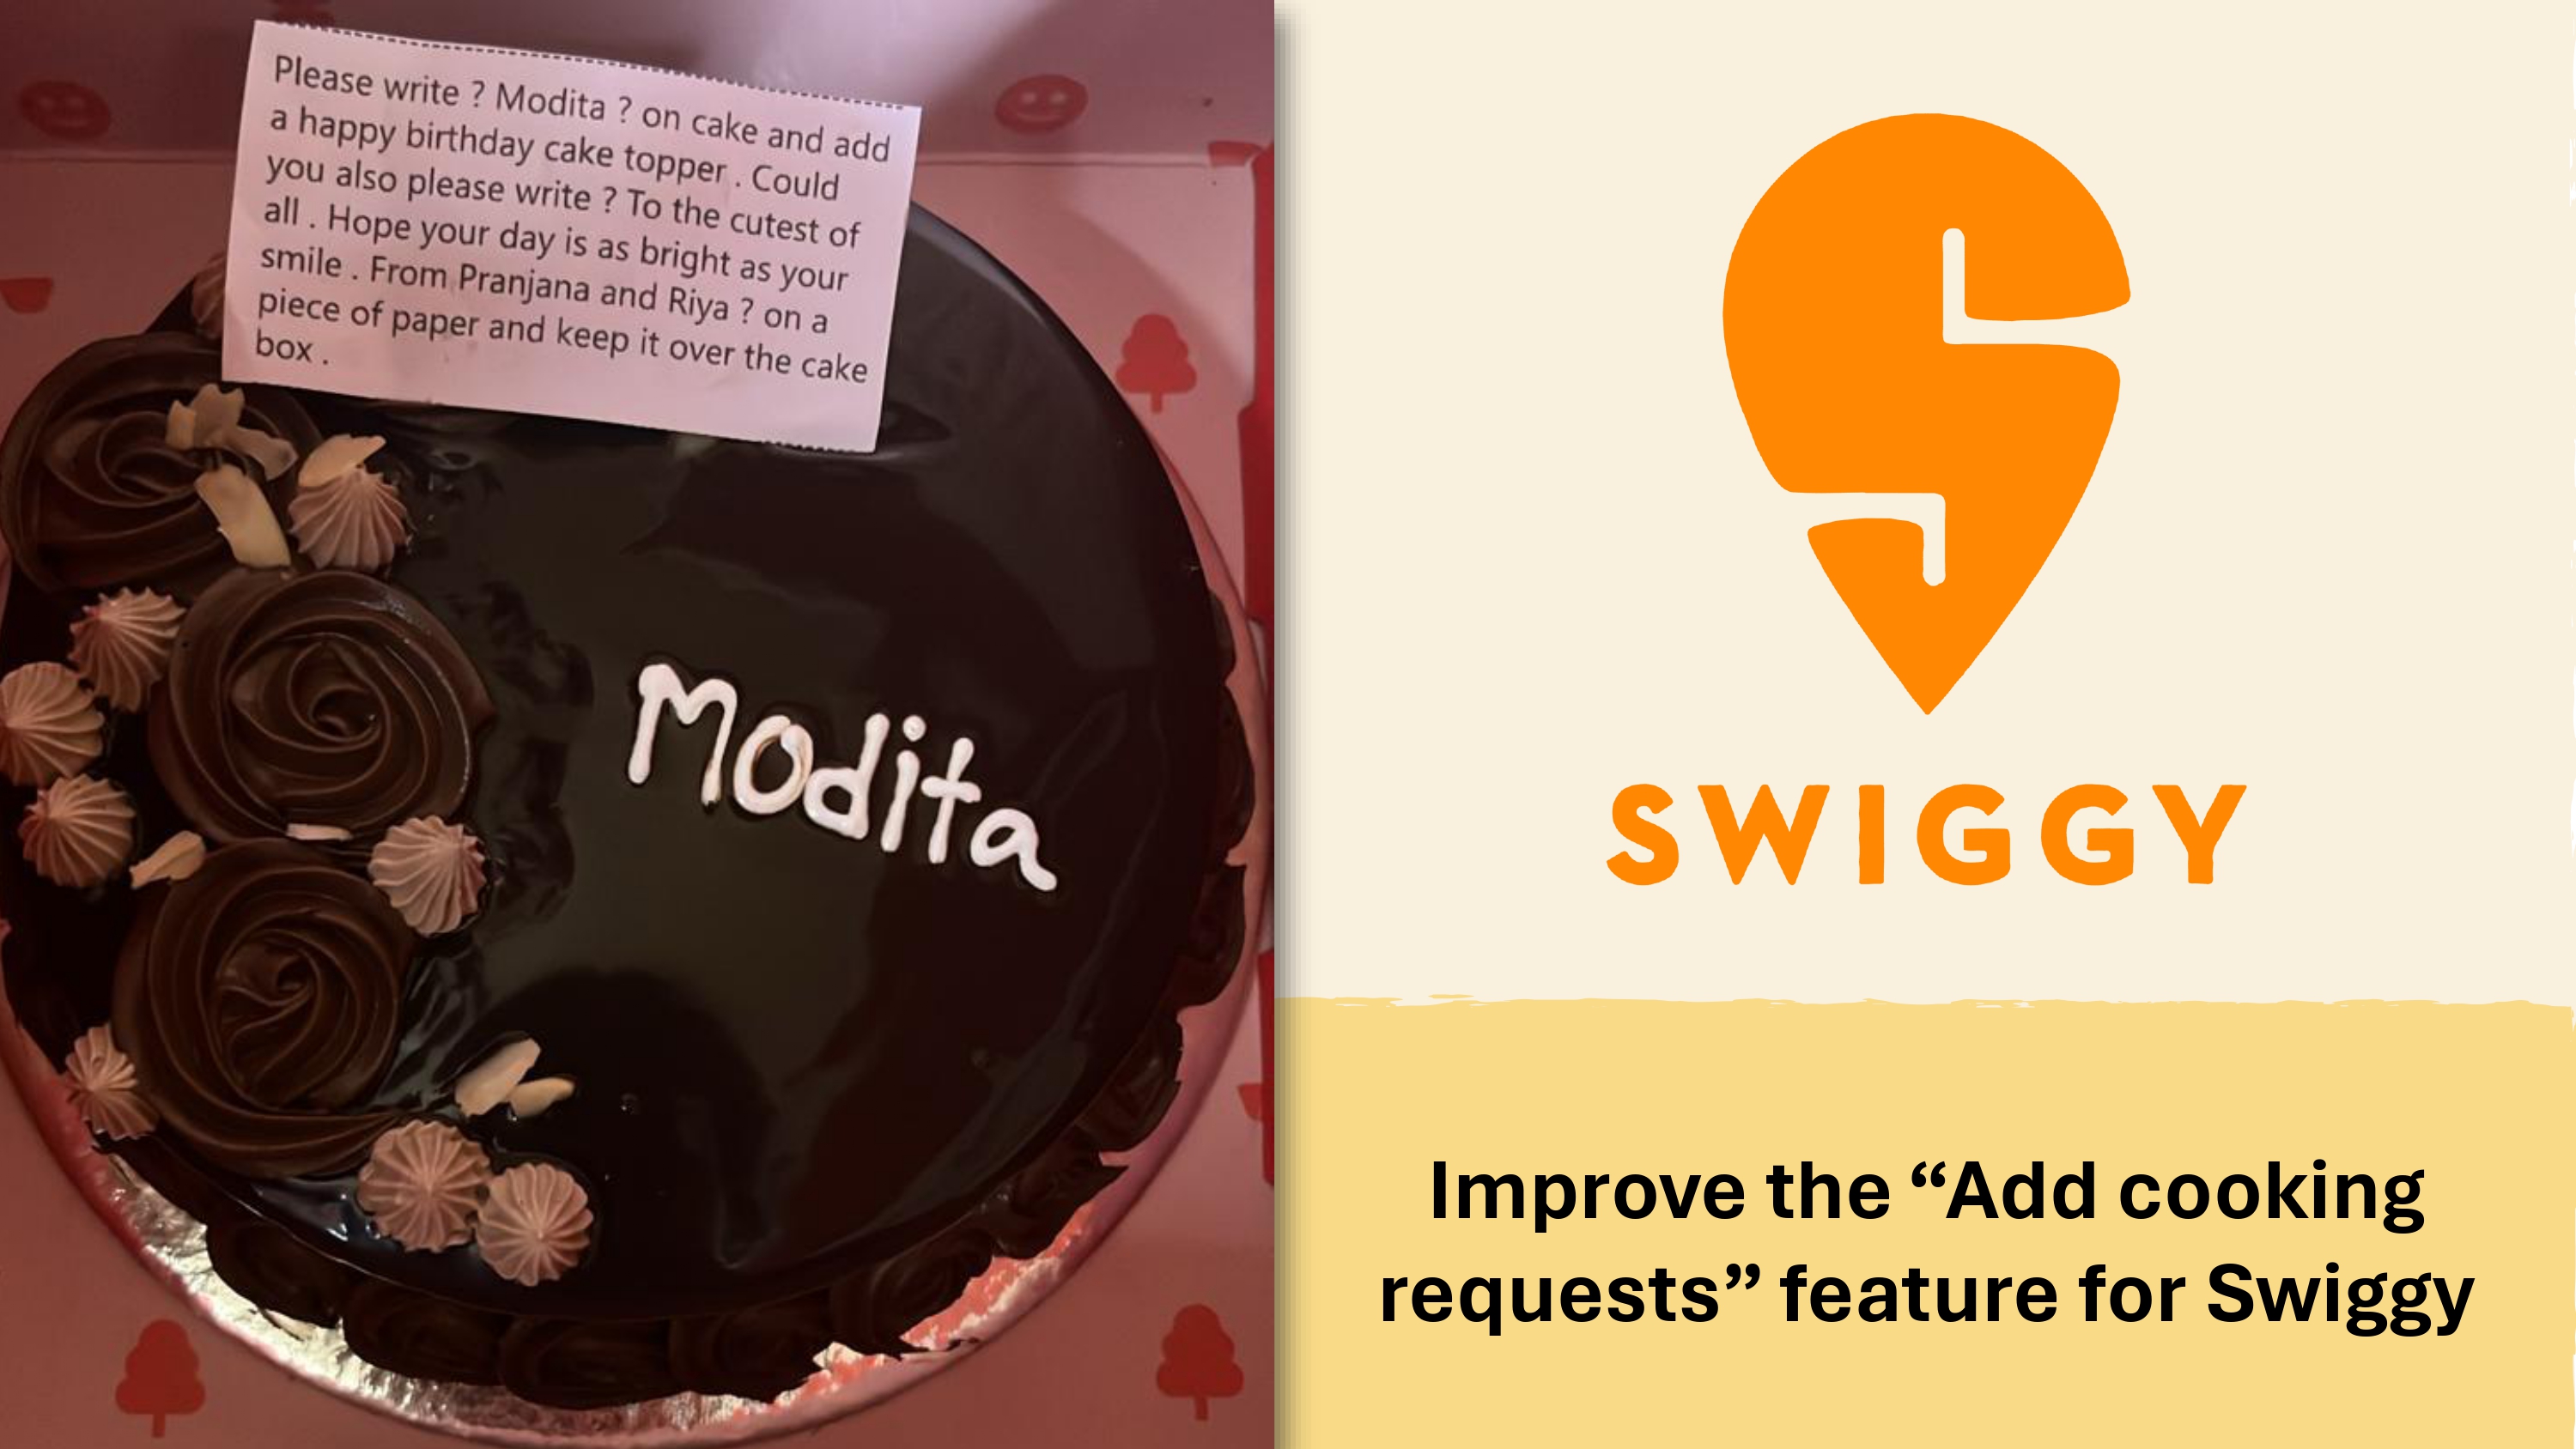 Please write ? Modita ? on cake and add
a happy birthday cake topper . Could
you also please write ? To the cutest of
all . Hope your day is as bright as your
smile . From Pranjana and Riya ? on a
piece of paper and keep it over the cake
box .
Modita
SWIGGY
Improve the “Add cooking
requests” feature for Swiggy